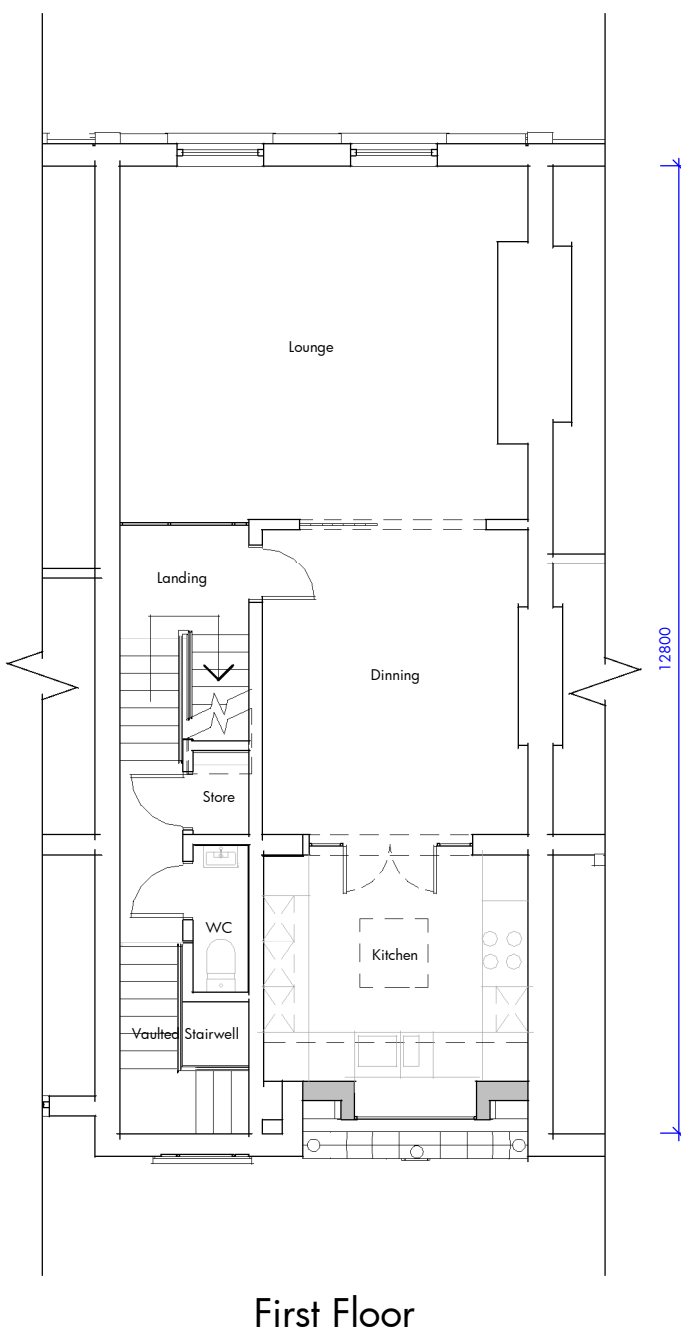 Lounge
Landing
12800
Dinning
Store
WC
Kitchen
Vaulted Stairwell
First Floor